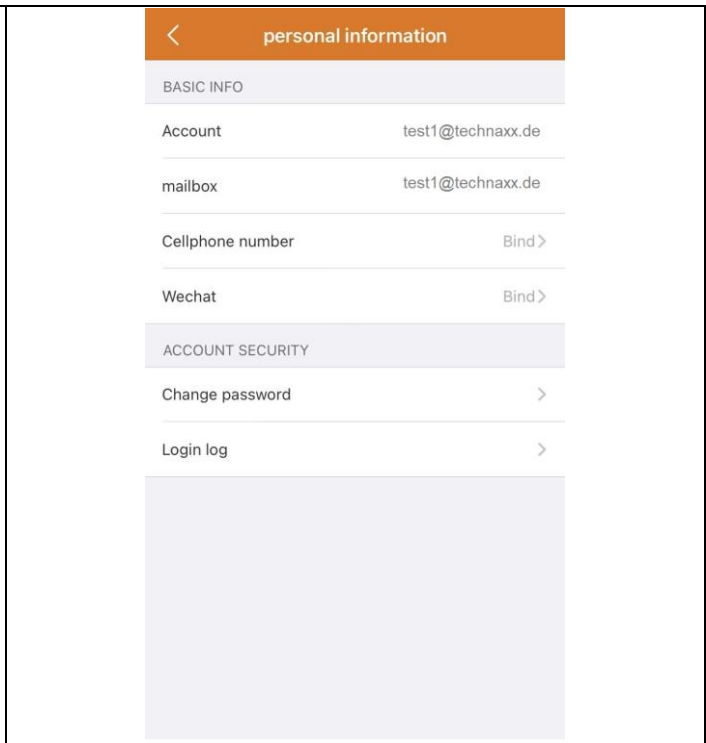 personal information
BASIC INFO
Account test1@technaxx.de
mailbox test1@technaxx.de
Cellphone number Bind
Wechat Bind
ACCOUNT SECURITY
Change password
Login log